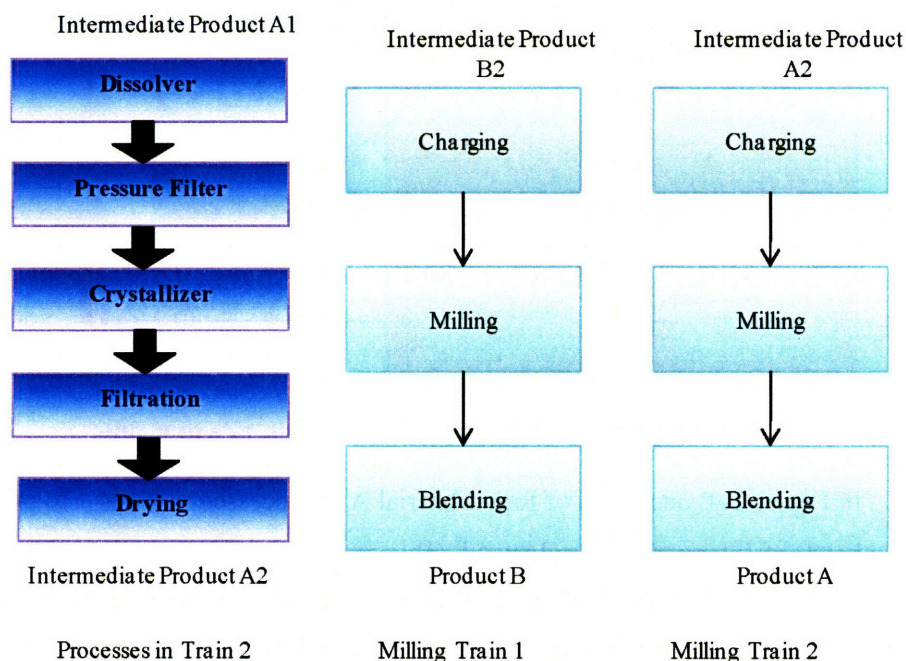 Intermediate Product A1
Dissolver
Pressure Filter
Crystallizer
Filtration
Drying
Intermediate Product A2
Processes in Train 2
Intermediate Product
B2
Charging
Milling
Blending
Product B
Milling Train 1
Intermediate Product
A2
Charging
Milling
Blending
Product A
Milling Train 2